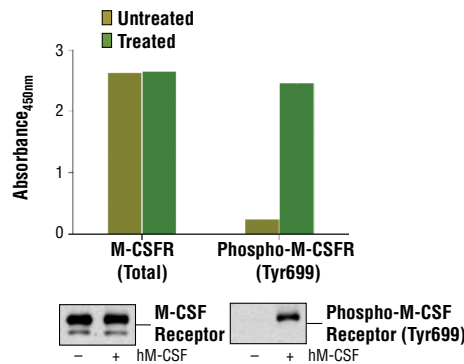 Untreated
Treated
Absorbance450nm
3
2
1
0
M-CSFR
(Total)
Phospho-M-CSFR
(Tyr699)
M-CSF
Receptor
Phospho-M-CSF
Receptor (Tyr699)
– + hM-CSF – + hM-CSF